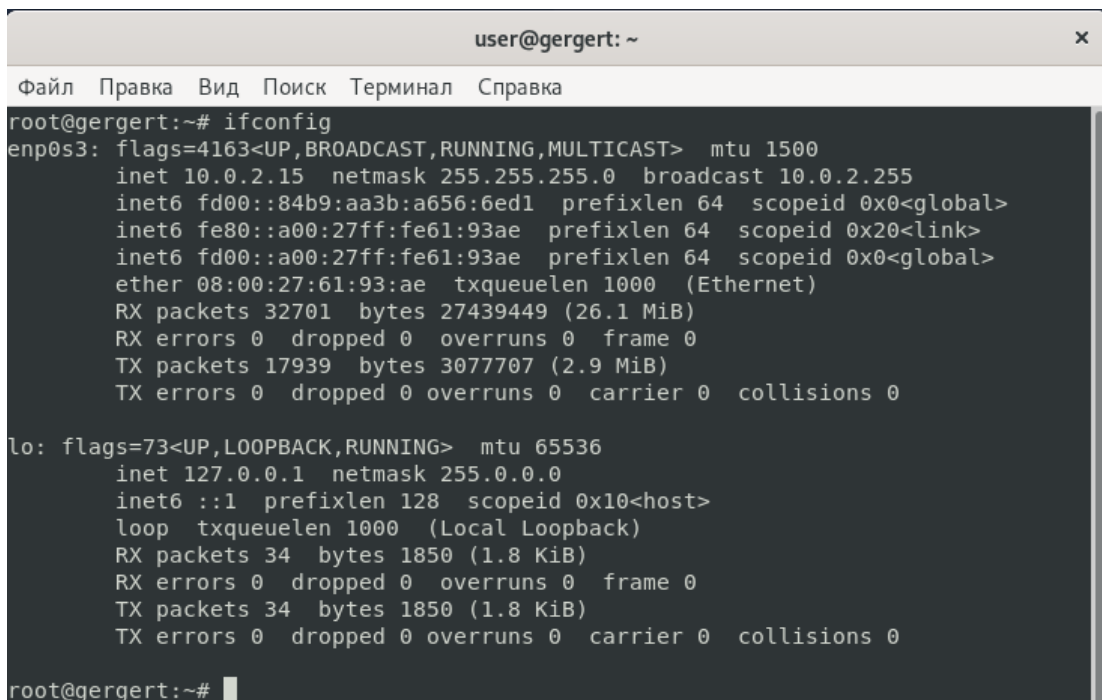 user@gergert: ~ ×
Файл Правка Вид Поиск Терминал Справка
root@gergert:~# ifconfig
enp0s3: flags=4163<UP,BROADCAST,RUNNING,MULTICAST>  mtu 1500
        inet 10.0.2.15  netmask 255.255.255.0  broadcast 10.0.2.255
        inet6 fd00::84b9:aa3b:a656:6ed1  prefixlen 64  scopeid 0x0<global>
        inet6 fe80::a00:27ff:fe61:93ae  prefixlen 64  scopeid 0x20<link>
        inet6 fd00::a00:27ff:fe61:93ae  prefixlen 64  scopeid 0x0<global>
        ether 08:00:27:61:93:ae  txqueuelen 1000  (Ethernet)
        RX packets 32701  bytes 27439449 (26.1 MiB)
        RX errors 0  dropped 0  overruns 0  frame 0
        TX packets 17939  bytes 3077707 (2.9 MiB)
        TX errors 0  dropped 0 overruns 0  carrier 0  collisions 0
lo: flags=73<UP,LOOPBACK,RUNNING>  mtu 65536
        inet 127.0.0.1  netmask 255.0.0.0
        inet6 ::1  prefixlen 128  scopeid 0x10<host>
        loop  txqueuelen 1000  (Local Loopback)
        RX packets 34  bytes 1850 (1.8 KiB)
        RX errors 0  dropped 0  overruns 0  frame 0
        TX packets 34  bytes 1850 (1.8 KiB)
        TX errors 0  dropped 0 overruns 0  carrier 0  collisions 0
root@gergert:~#